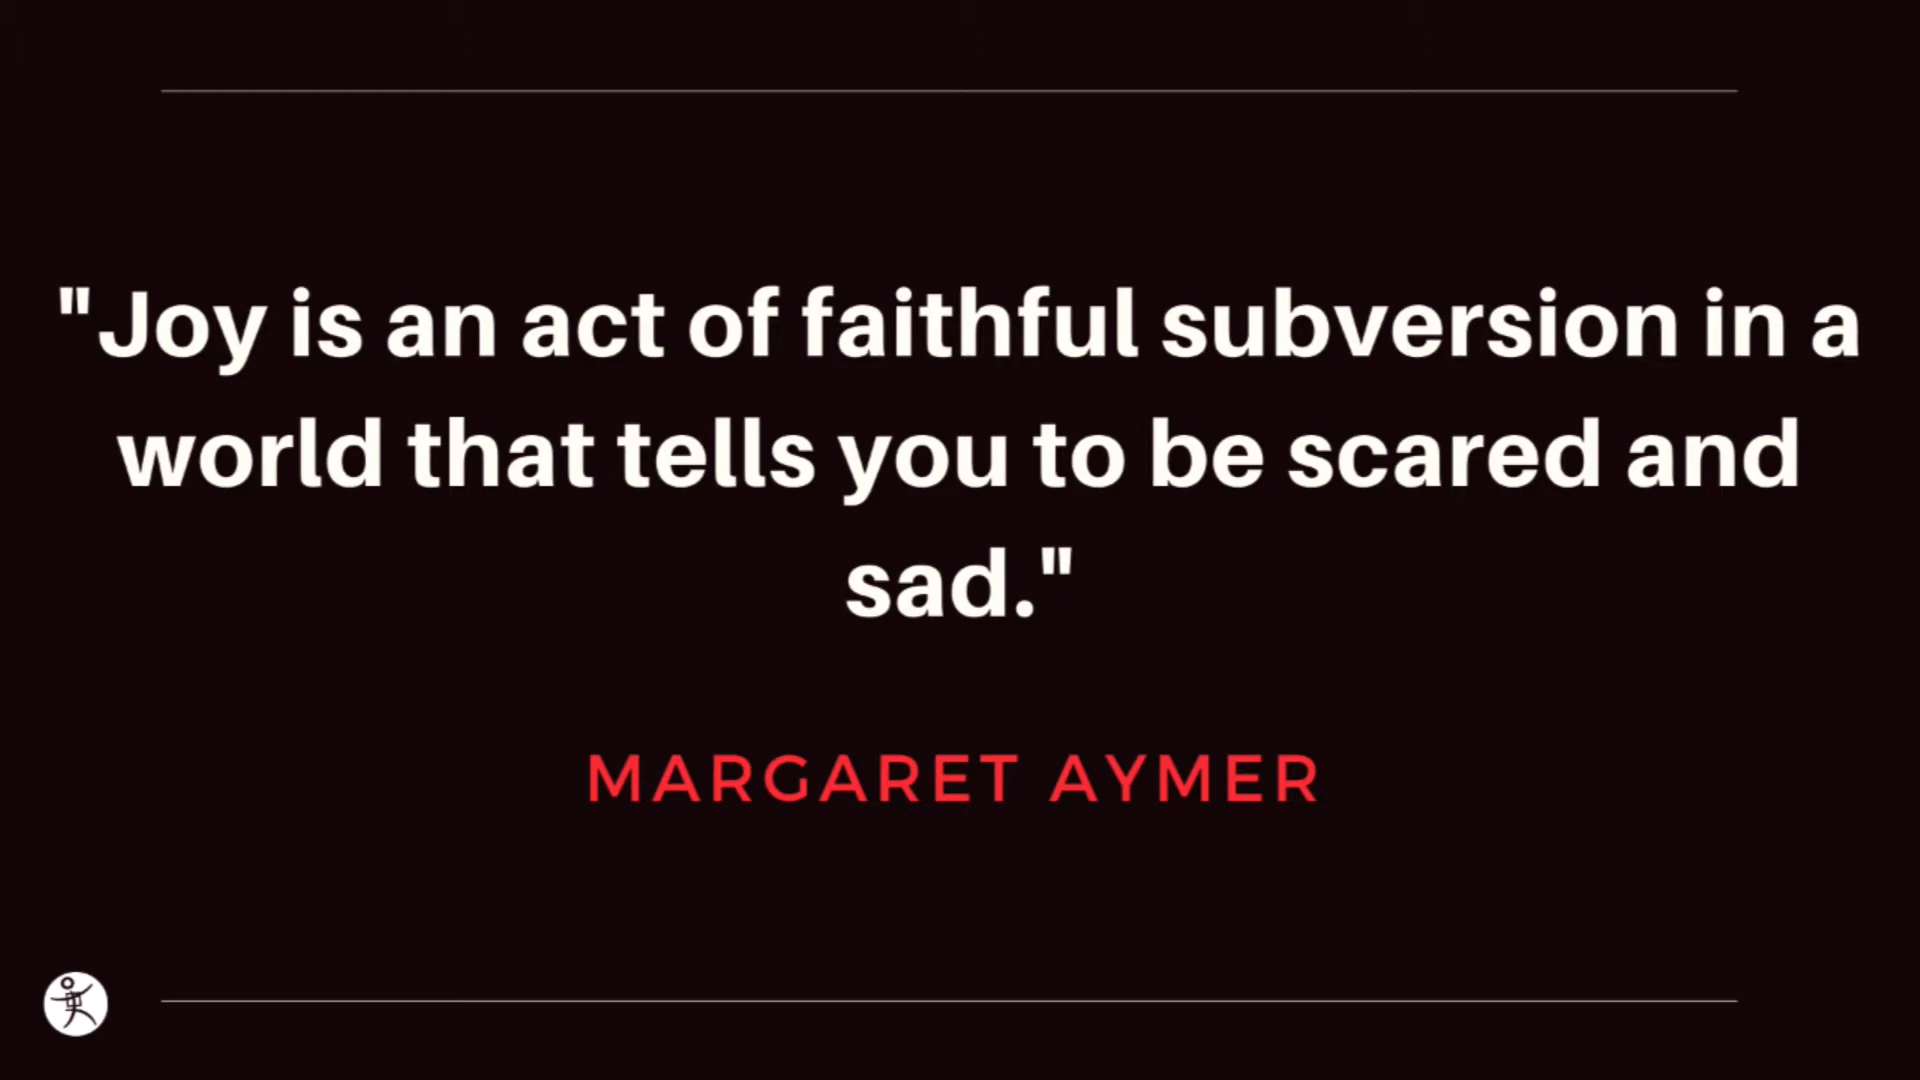 "Joy is an act of faithful subversion in a
world that tells you to be scared and
sad."
MARGARET AYMER